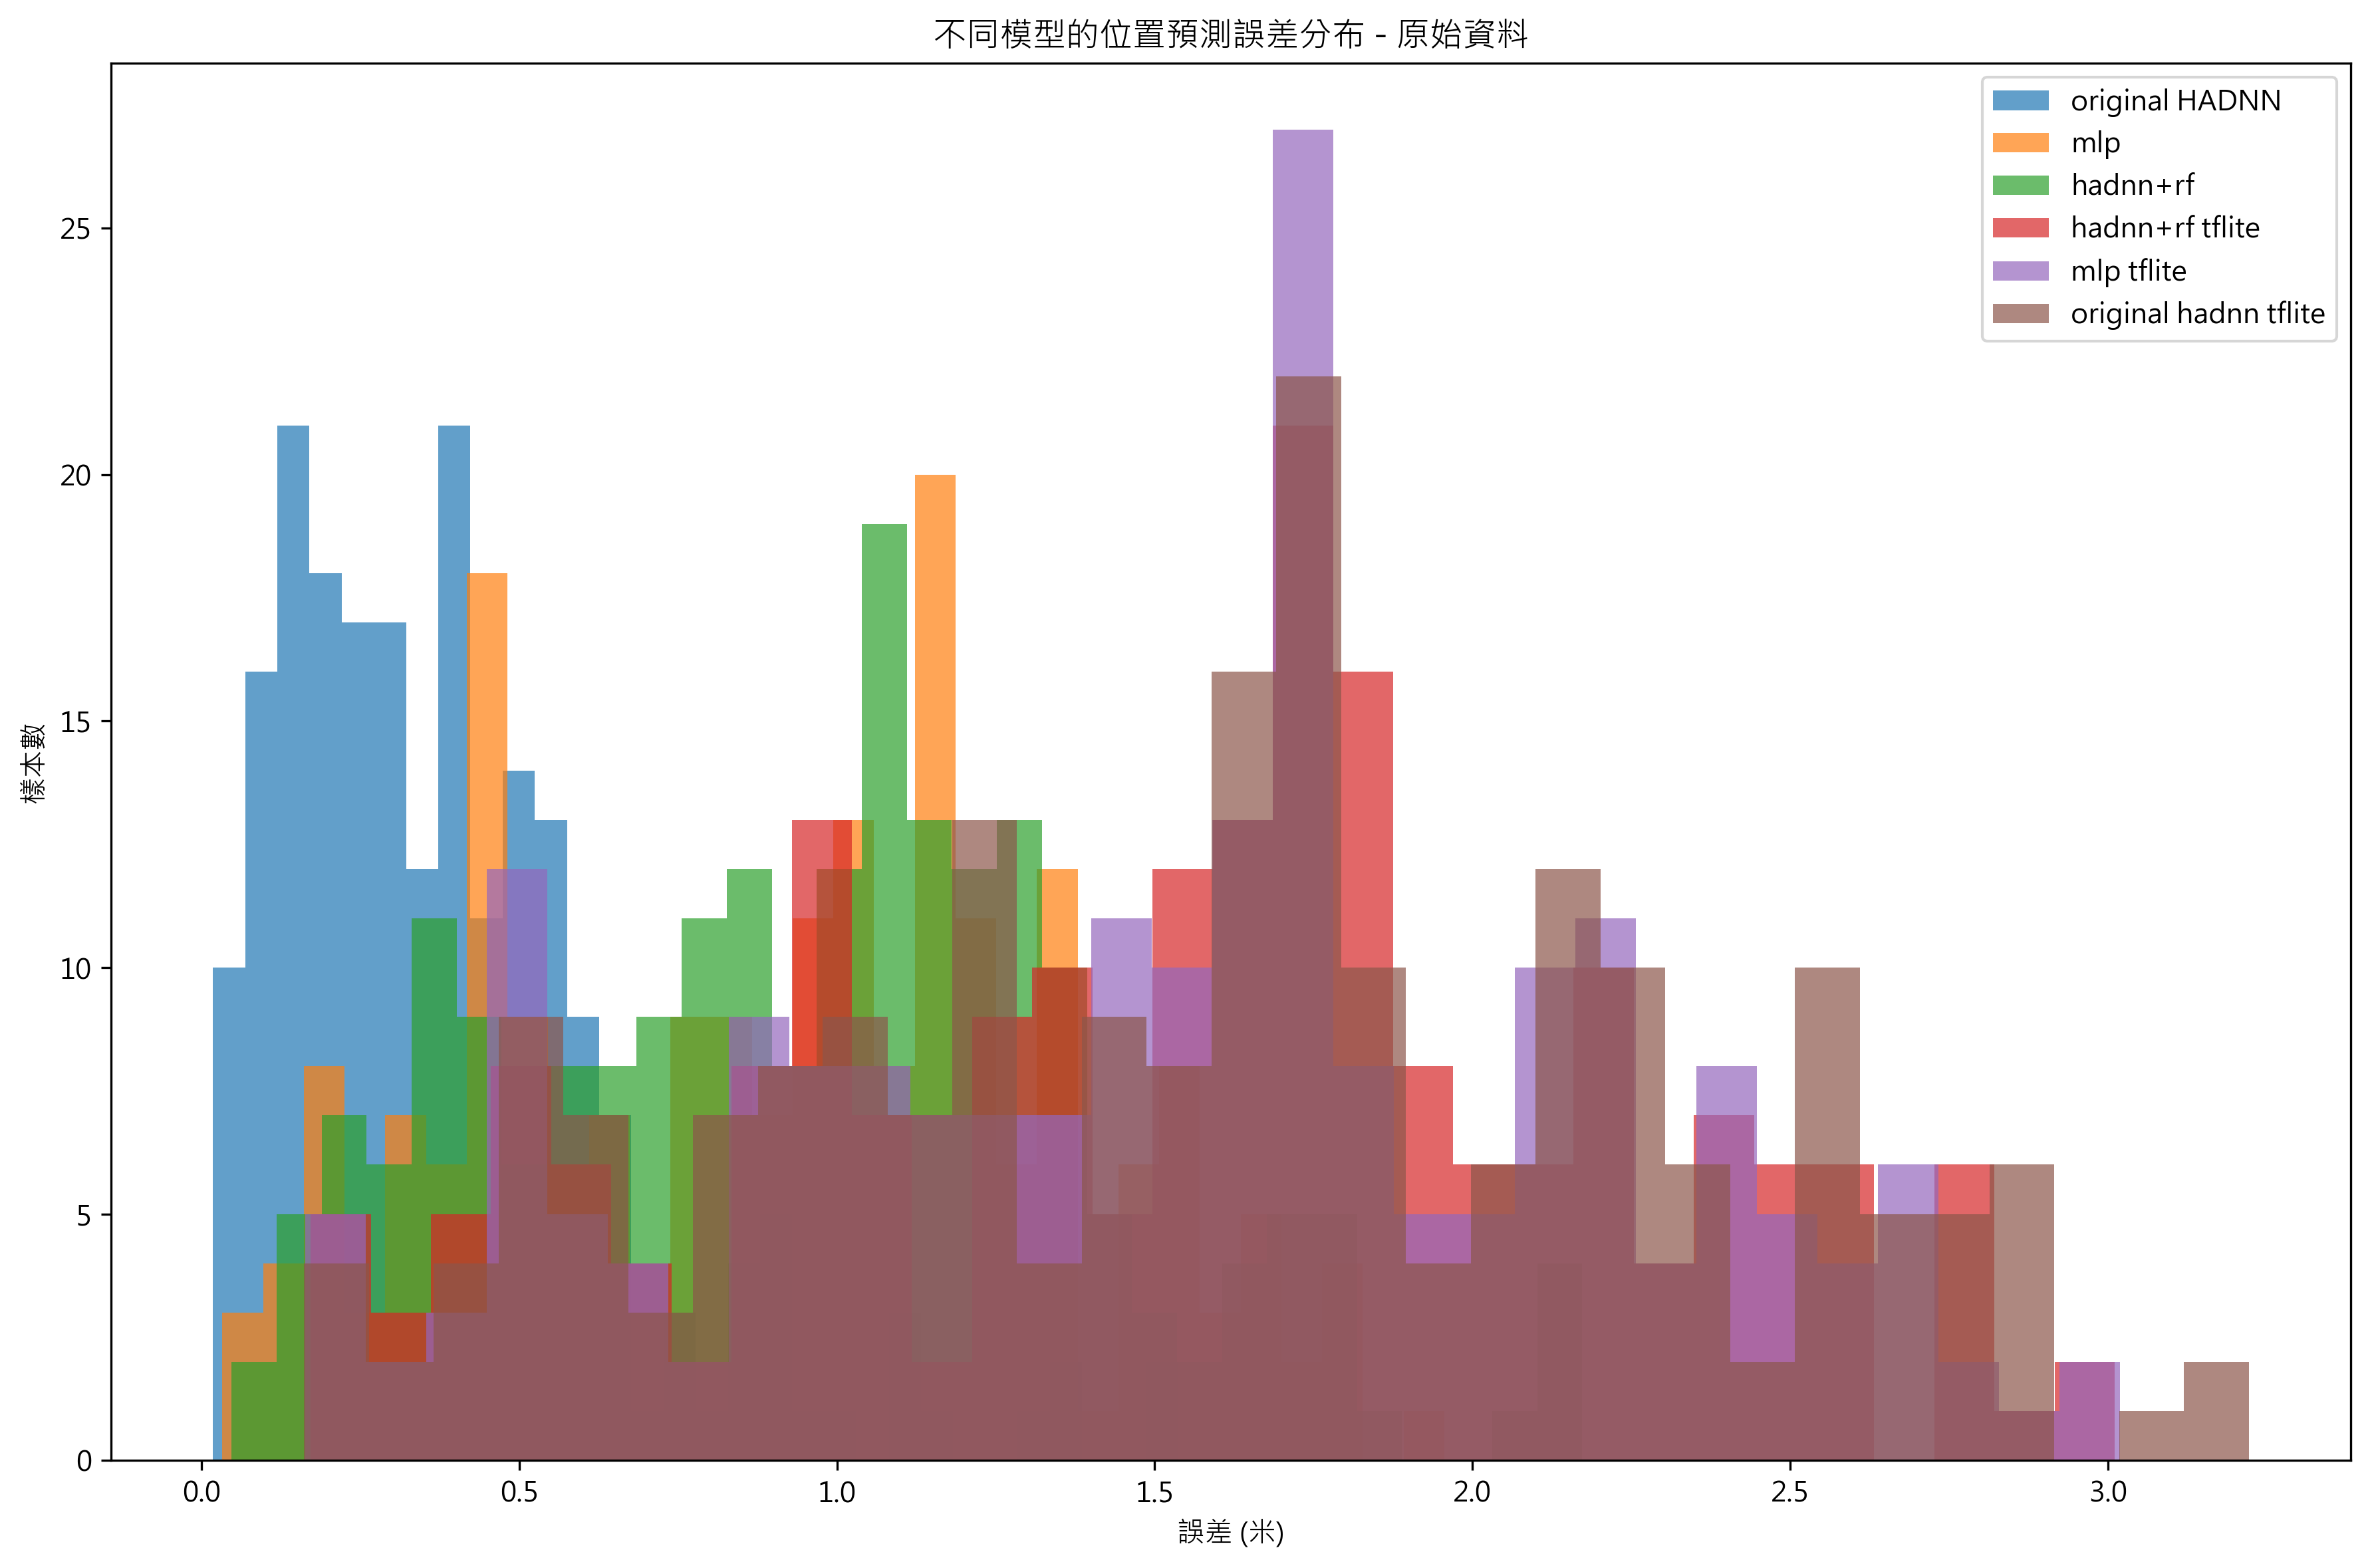 不同模型的位置預測誤差分布 - 原始資料
original HADNN
mlp
hadnn+rf
hadnn+rf tflite
mlp tflite
original hadnn tflite
樣本數
25
20
15
10
5
0
0.0 0.5 1.0 1.5 2.0 2.5 3.0
誤差 (米)